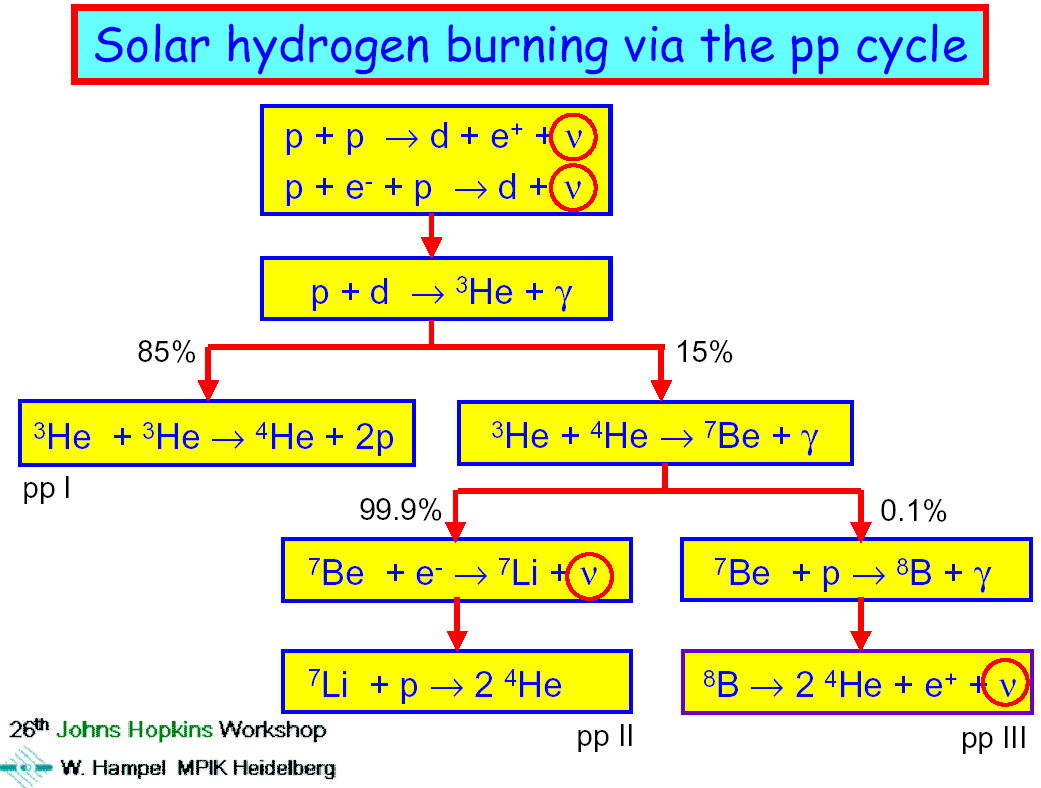 Solar hydrogen burning via the pp cycle
p + p → d + e⁺ + ν
p + e⁻ + p → d + ν
p + d → ³He + γ
85%
15%
³He + ³He → ⁴He + 2p
³He + ⁴He → ⁷Be + γ
pp I
99.9%
0.1%
⁷Be + e⁻ → ⁷Li + ν
⁷Be + p → ⁸B + γ
⁷Li + p → 2 ⁴He
⁸B → 2 ⁴He + e⁺ + ν
pp II
pp III
26th Johns Hopkins Workshop
W. Hampel MPIK Heidelberg